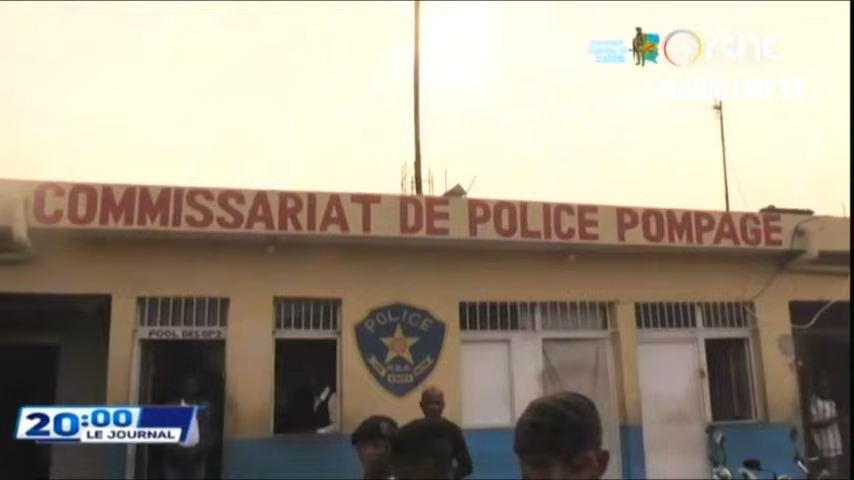 rtnc
COMMISSARIAT DE POLICE POMPAGE
POLICE
POOL DES OPJ
20:00
LE JOURNAL